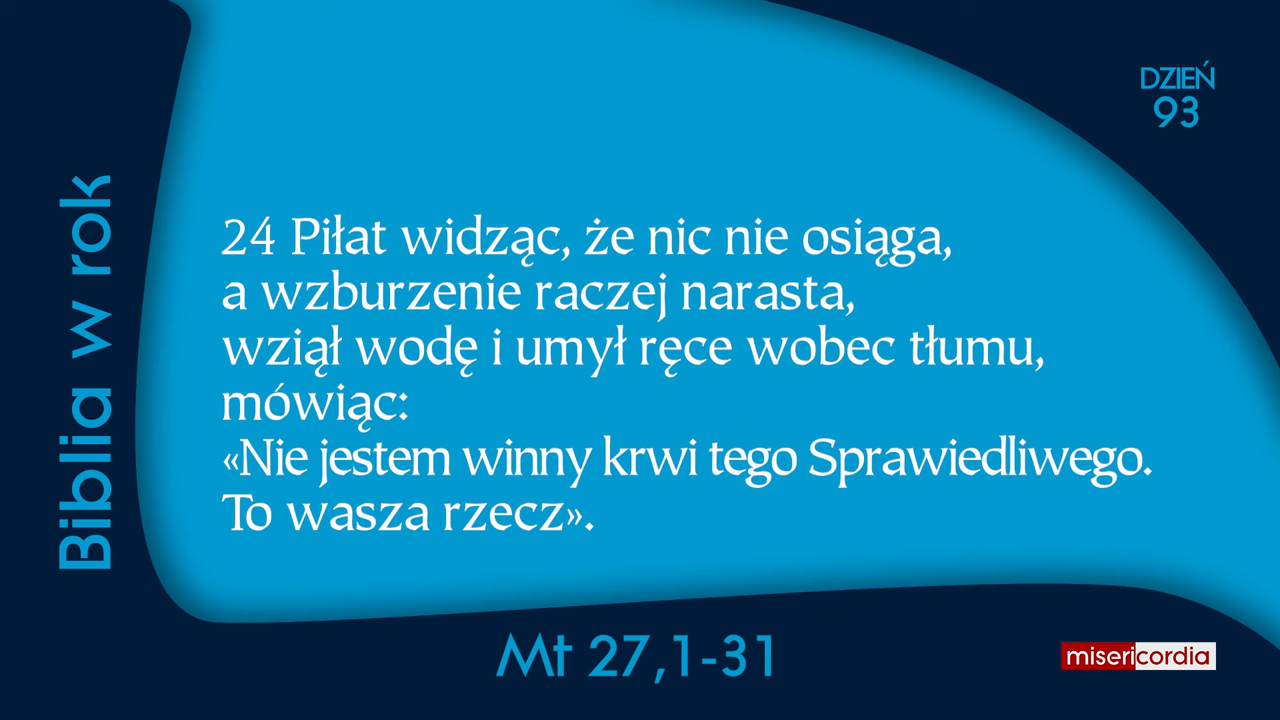 DZIEŃ
93
Biblia w rok
24 Piłat widząc, że nic nie osiąga,
a wzburzenie raczej narasta,
wziął wodę i umył ręce wobec tłumu,
mówiąc:
«Nie jestem winny krwi tego Sprawiedliwego.
To wasza rzecz».
Mt 27,1-31
misericordia